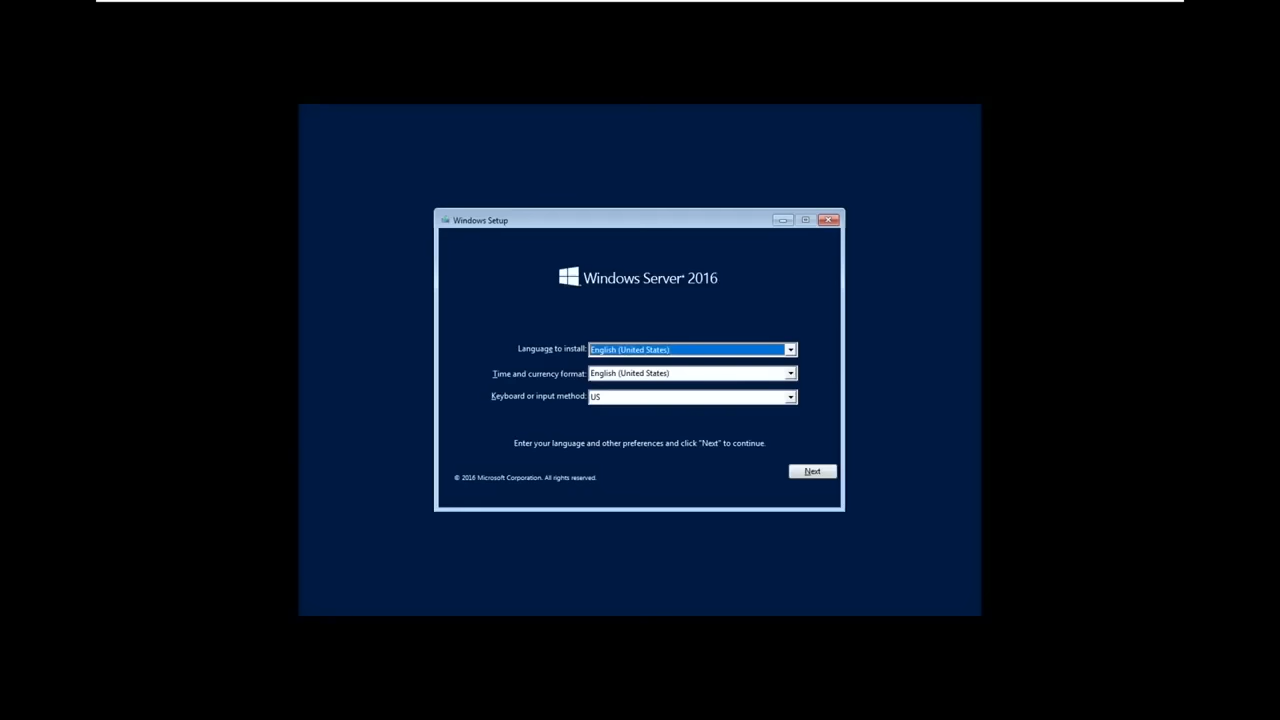 Windows Setup
Windows Server 2016
Language to install: English (United States)
Time and currency format: English (United States)
Keyboard or input method: US
Enter your language and other preferences and click "Next" to continue.
Next
© 2016 Microsoft Corporation. All rights reserved.